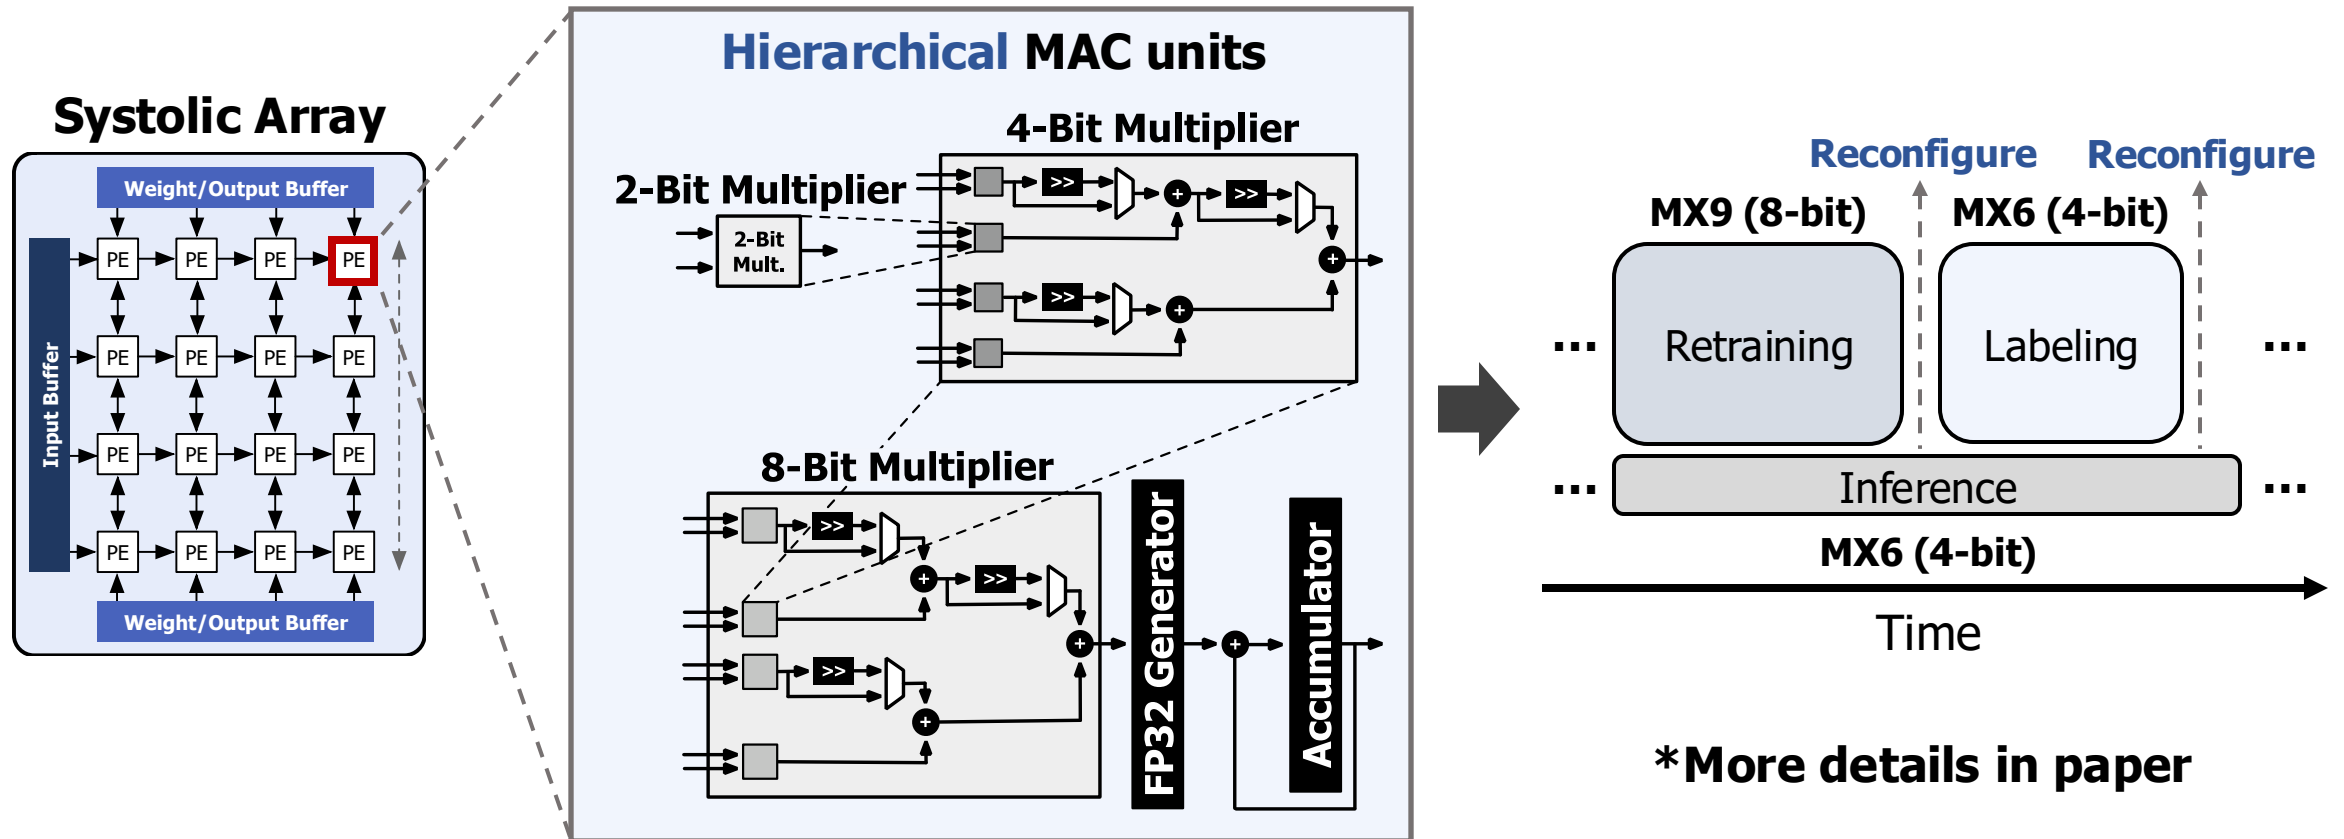 Systolic Array
Weight/Output Buffer
Input Buffer
PE PE PE PE
PE PE PE PE
PE PE PE PE
PE PE PE PE
Weight/Output Buffer
Hierarchical MAC units
4-Bit Multiplier
2-Bit Multiplier
2-Bit
Mult.
>>
>>
>>
+
+
+
8-Bit Multiplier
>>
>>
>>
+
+
+
FP32 Generator
+
Accumulator
Reconfigure
Reconfigure
MX9 (8-bit)
MX6 (4-bit)
... Retraining Labeling ...
... Inference ...
MX6 (4-bit)
Time
*More details in paper